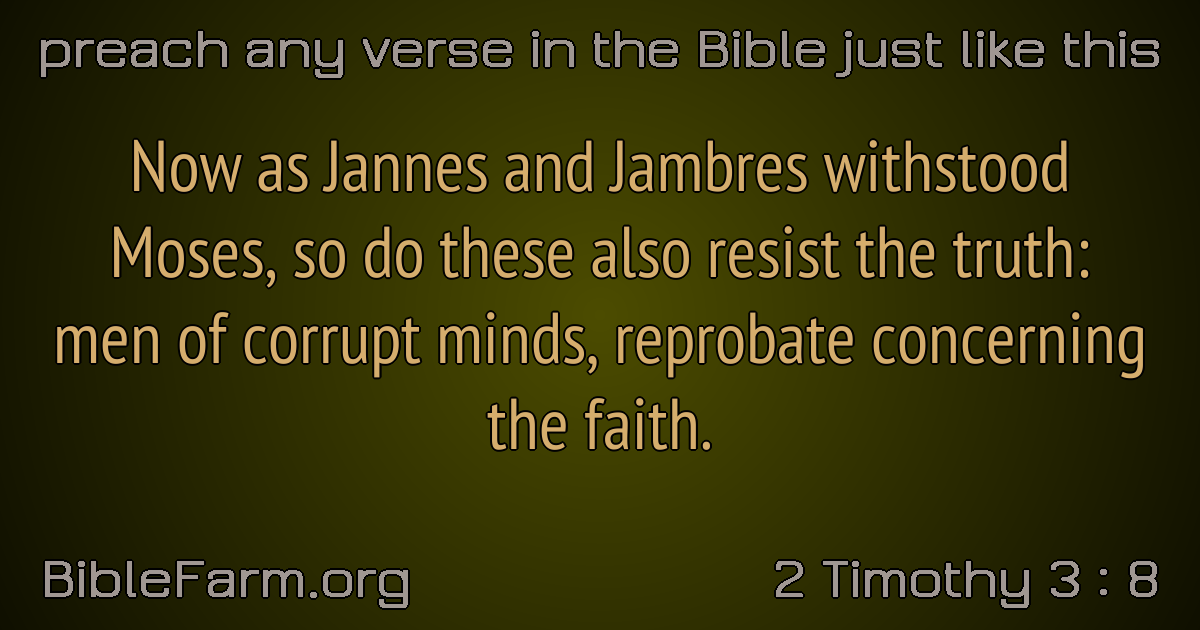 preach any verse in the Bible just like this
Now as Jannes and Jambres withstood
Moses, so do these also resist the truth:
men of corrupt minds, reprobate concerning
the faith.
BibleFarm.org
2 Timothy 3 : 8